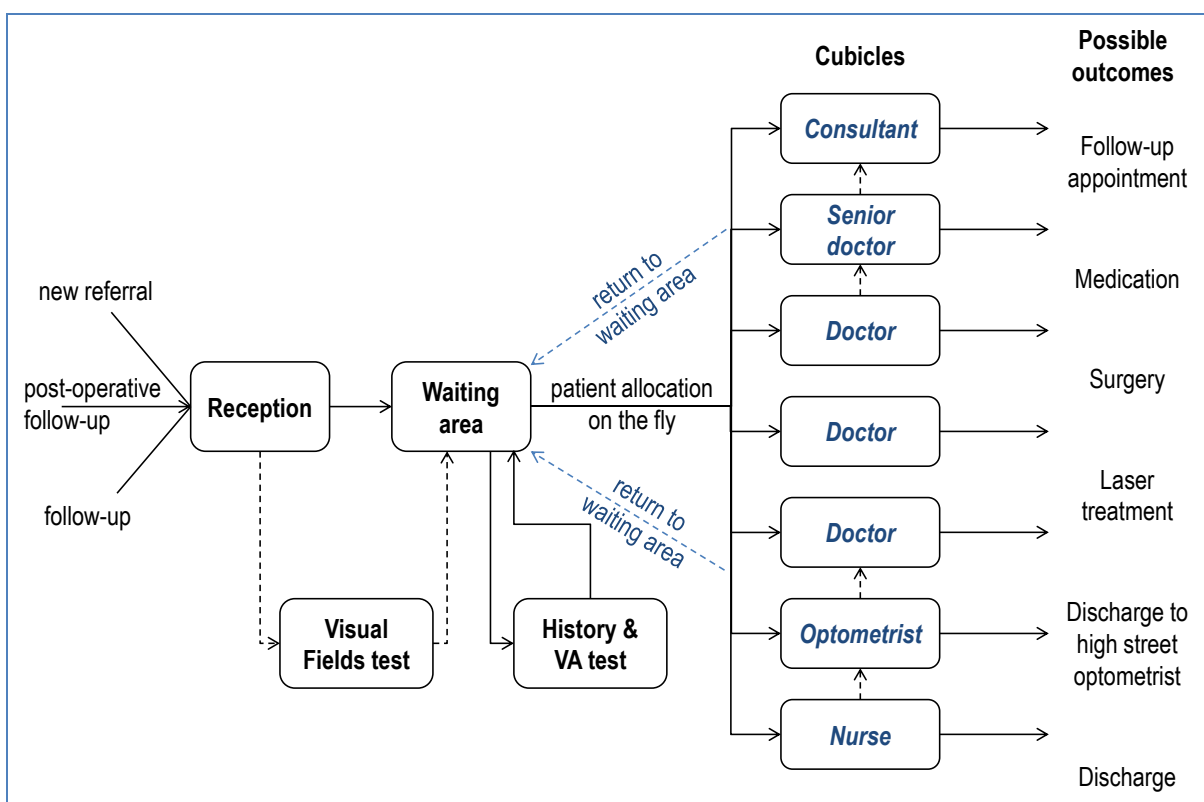 Cubicles
Possible
outcomes
new referral
post-operative
follow-up
follow-up
Reception
Waiting
area
Visual
Fields test
History &
VA test
return to
waiting area
patient allocation
on the fly
return to
waiting area
Consultant
Senior
doctor
Doctor
Doctor
Doctor
Optometrist
Nurse
Follow-up
appointment
Medication
Surgery
Laser
treatment
Discharge to
high street
optometrist
Discharge